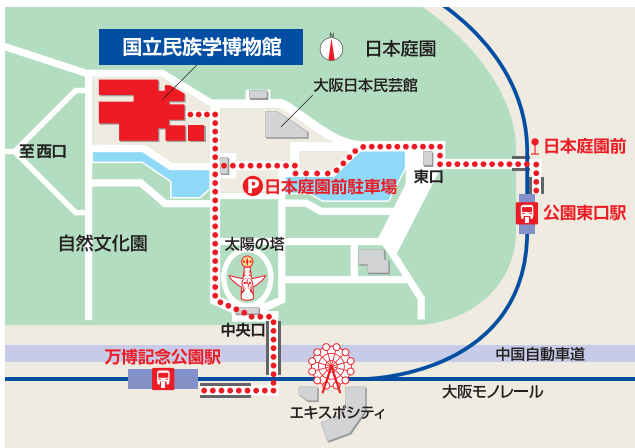 国立民族学博物館
N
日本庭園
大阪日本民芸館
至西口
日本庭園前
東口
P日本庭園前駐車場
公園東口駅
自然文化園
太陽の塔
中央口
万博記念公園駅
中国自動車道
大阪モノレール
エキスポシティ